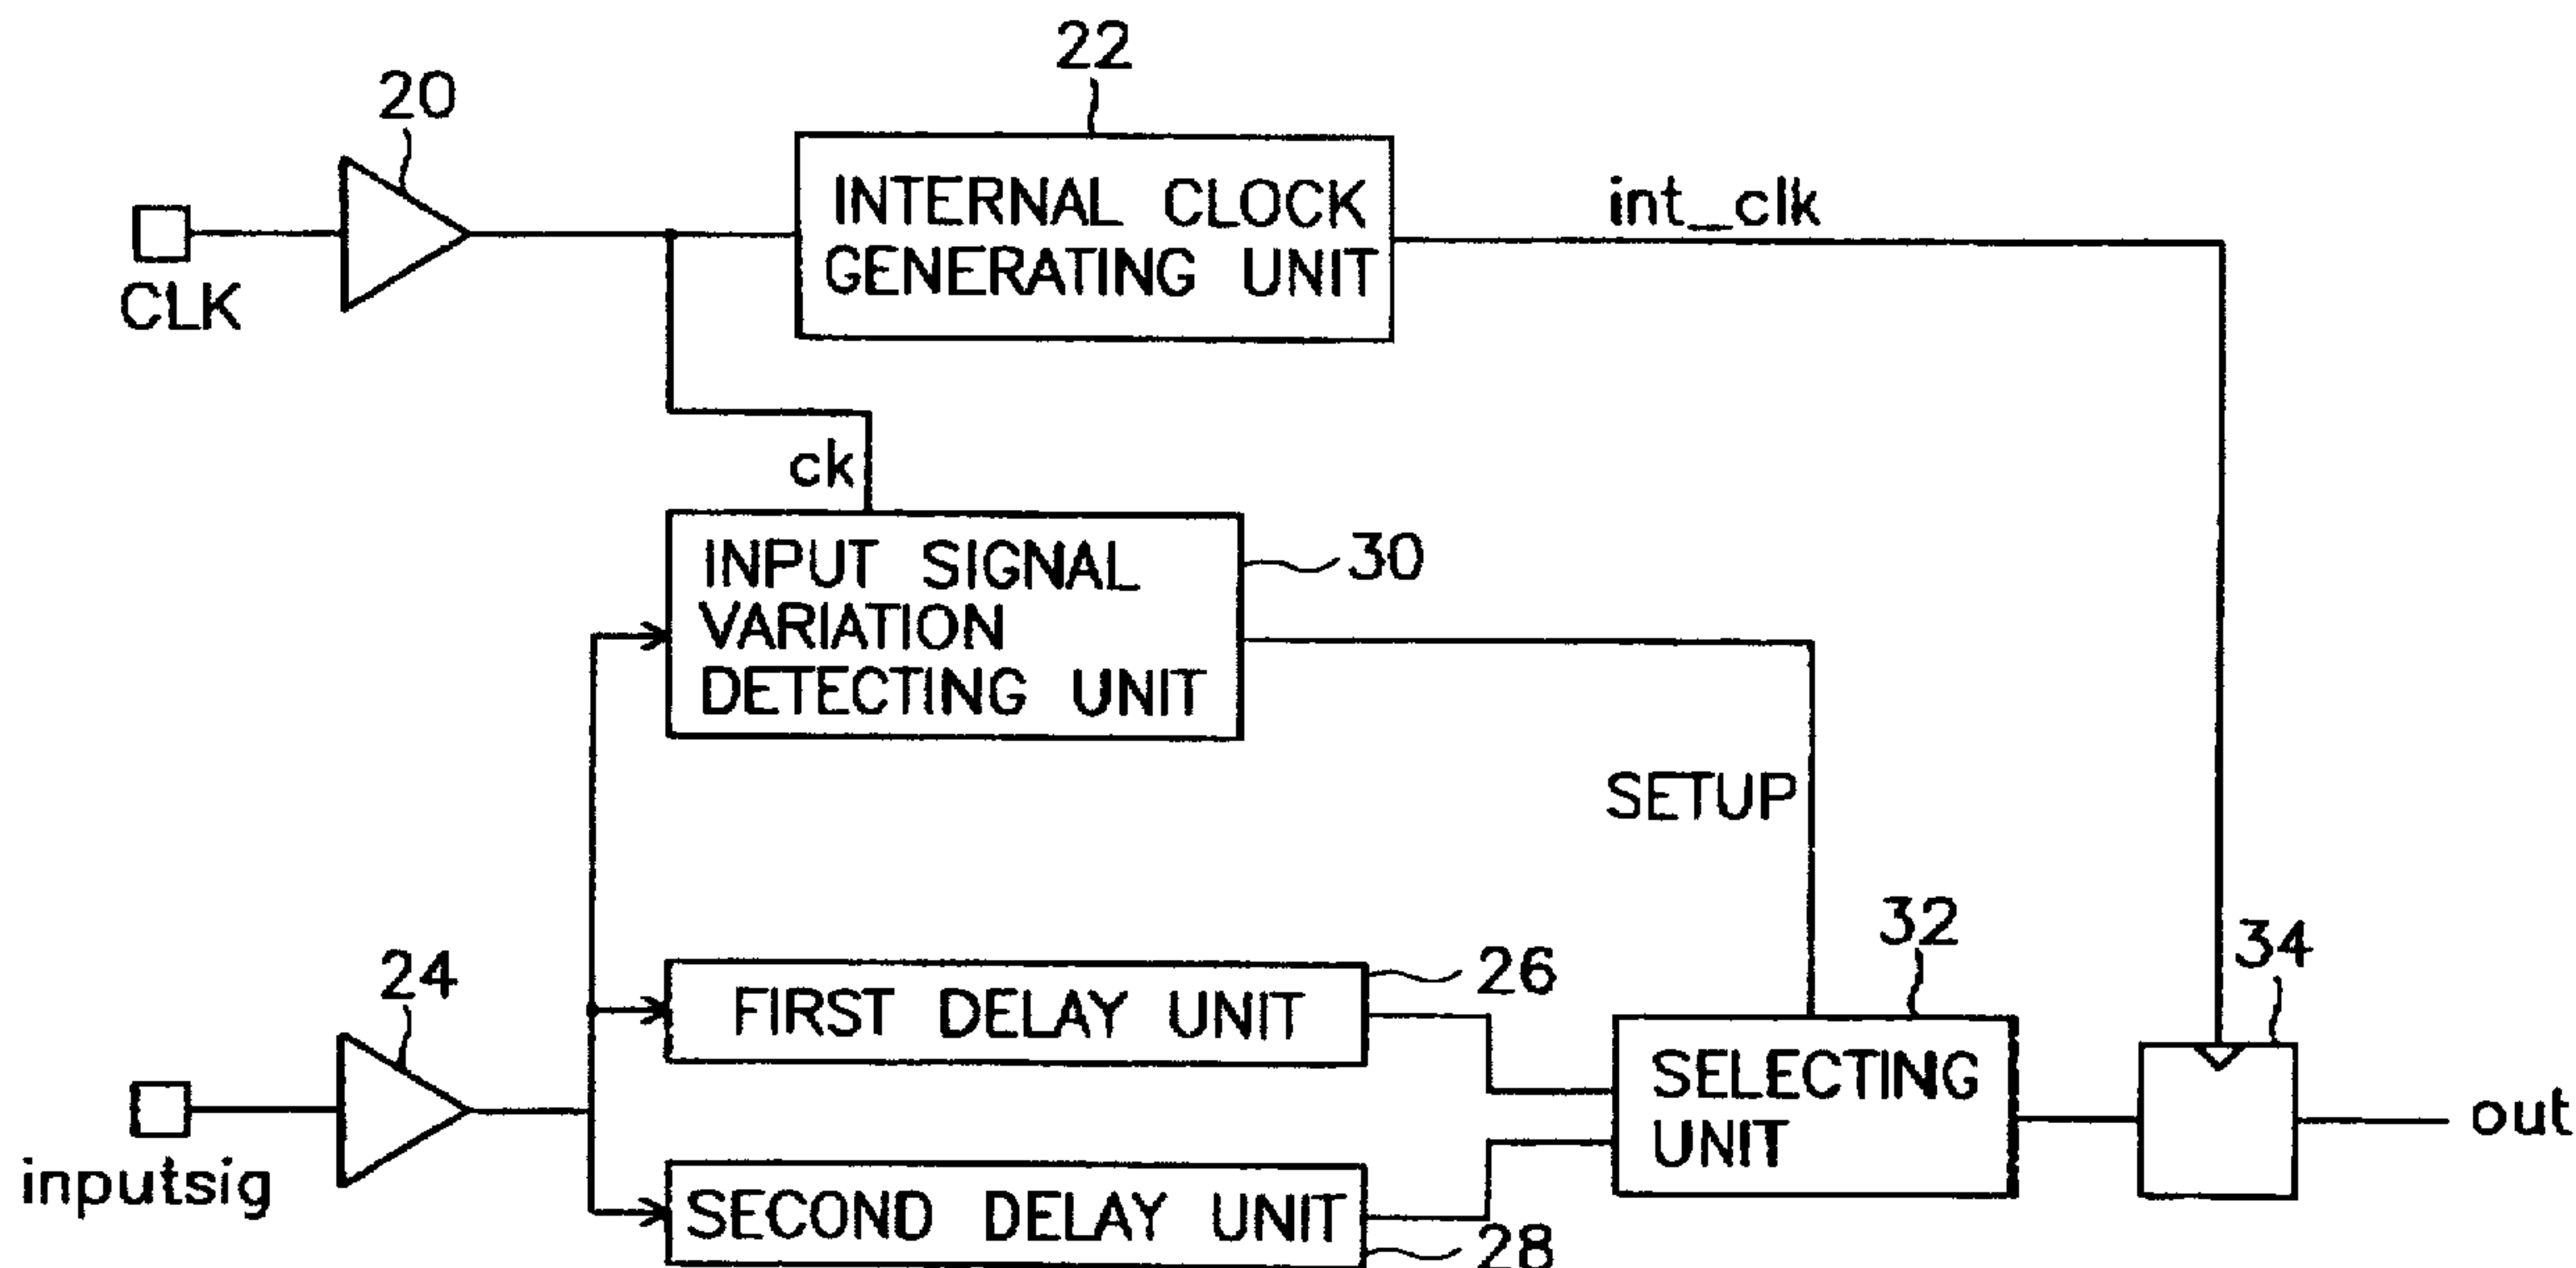 22
20
INTERNAL CLOCK
GENERATING UNIT
int_clk
CLK
ck
INPUT SIGNAL
VARIATION
DETECTING UNIT
30
SETUP
32
34
24
26
FIRST DELAY UNIT
SELECTING
UNIT
out
inputsig
SECOND DELAY UNIT
28